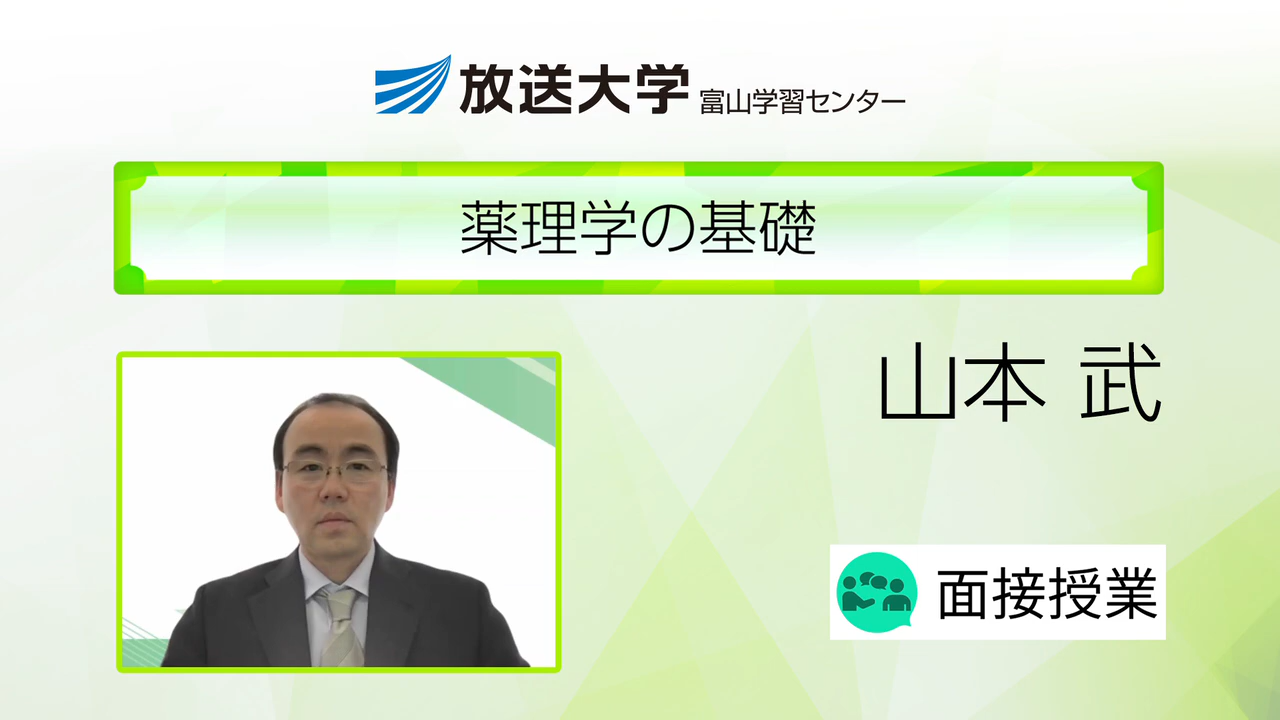 放送大学 富山学習センター
薬理学の基礎
山本 武
面接授業